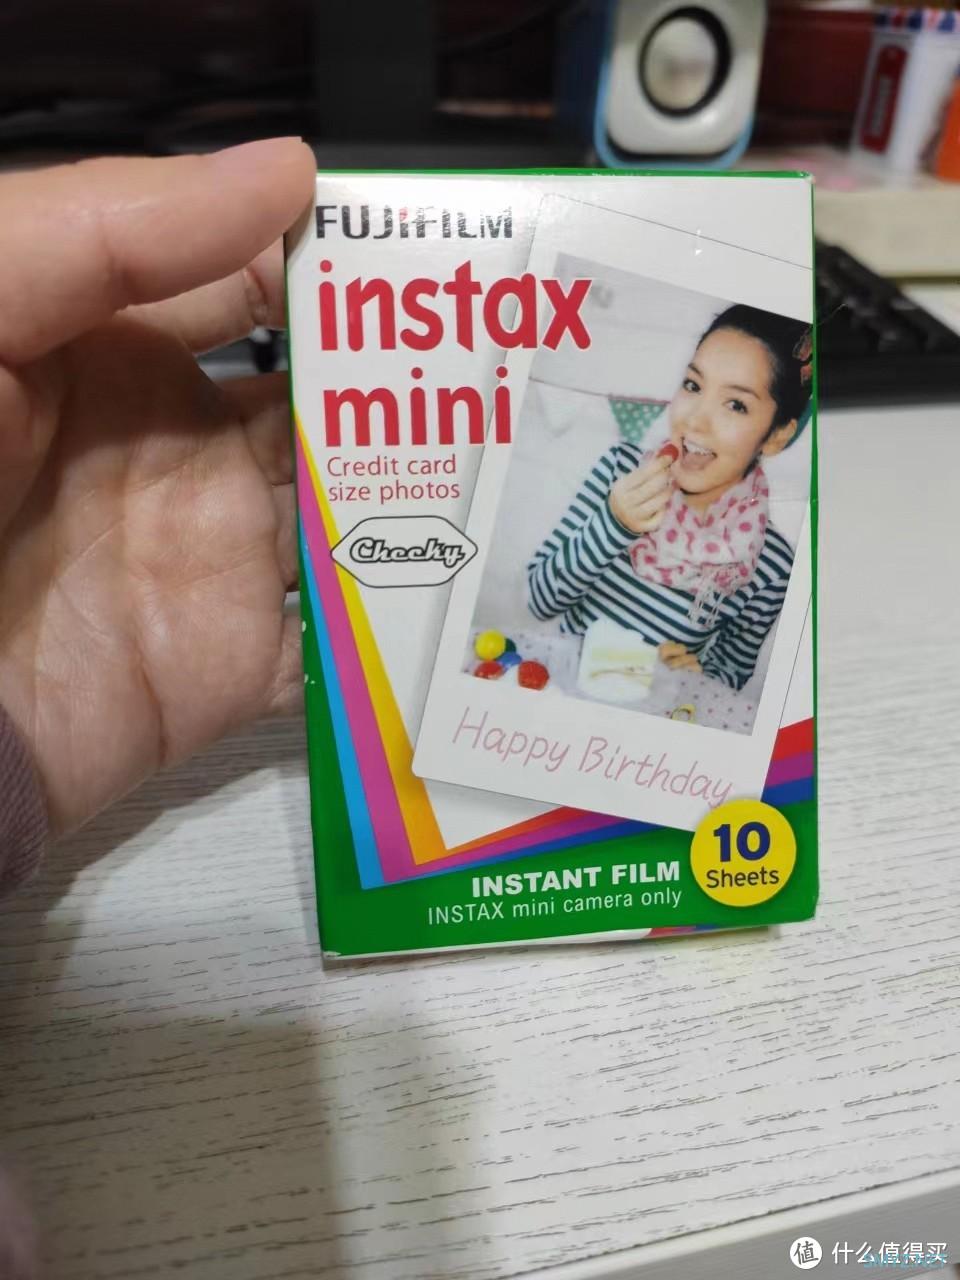 FUJIFILM
instax
mini
Credit card
size photos
Cheeky
Happy Birthday
10
Sheets
INSTANT FILM
INSTAX mini camera only
值 什么值得买